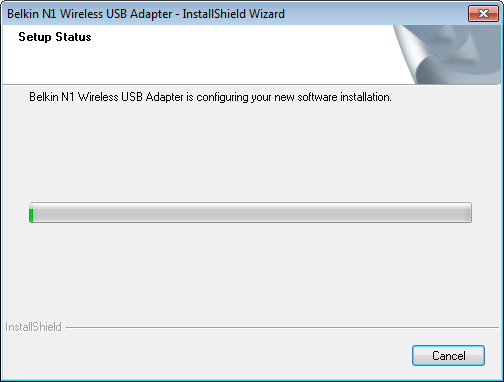 Belkin N1 Wireless USB Adapter - InstallShield Wizard
Setup Status
Belkin N1 Wireless USB Adapter is configuring your new software installation.
InstallShield
Cancel